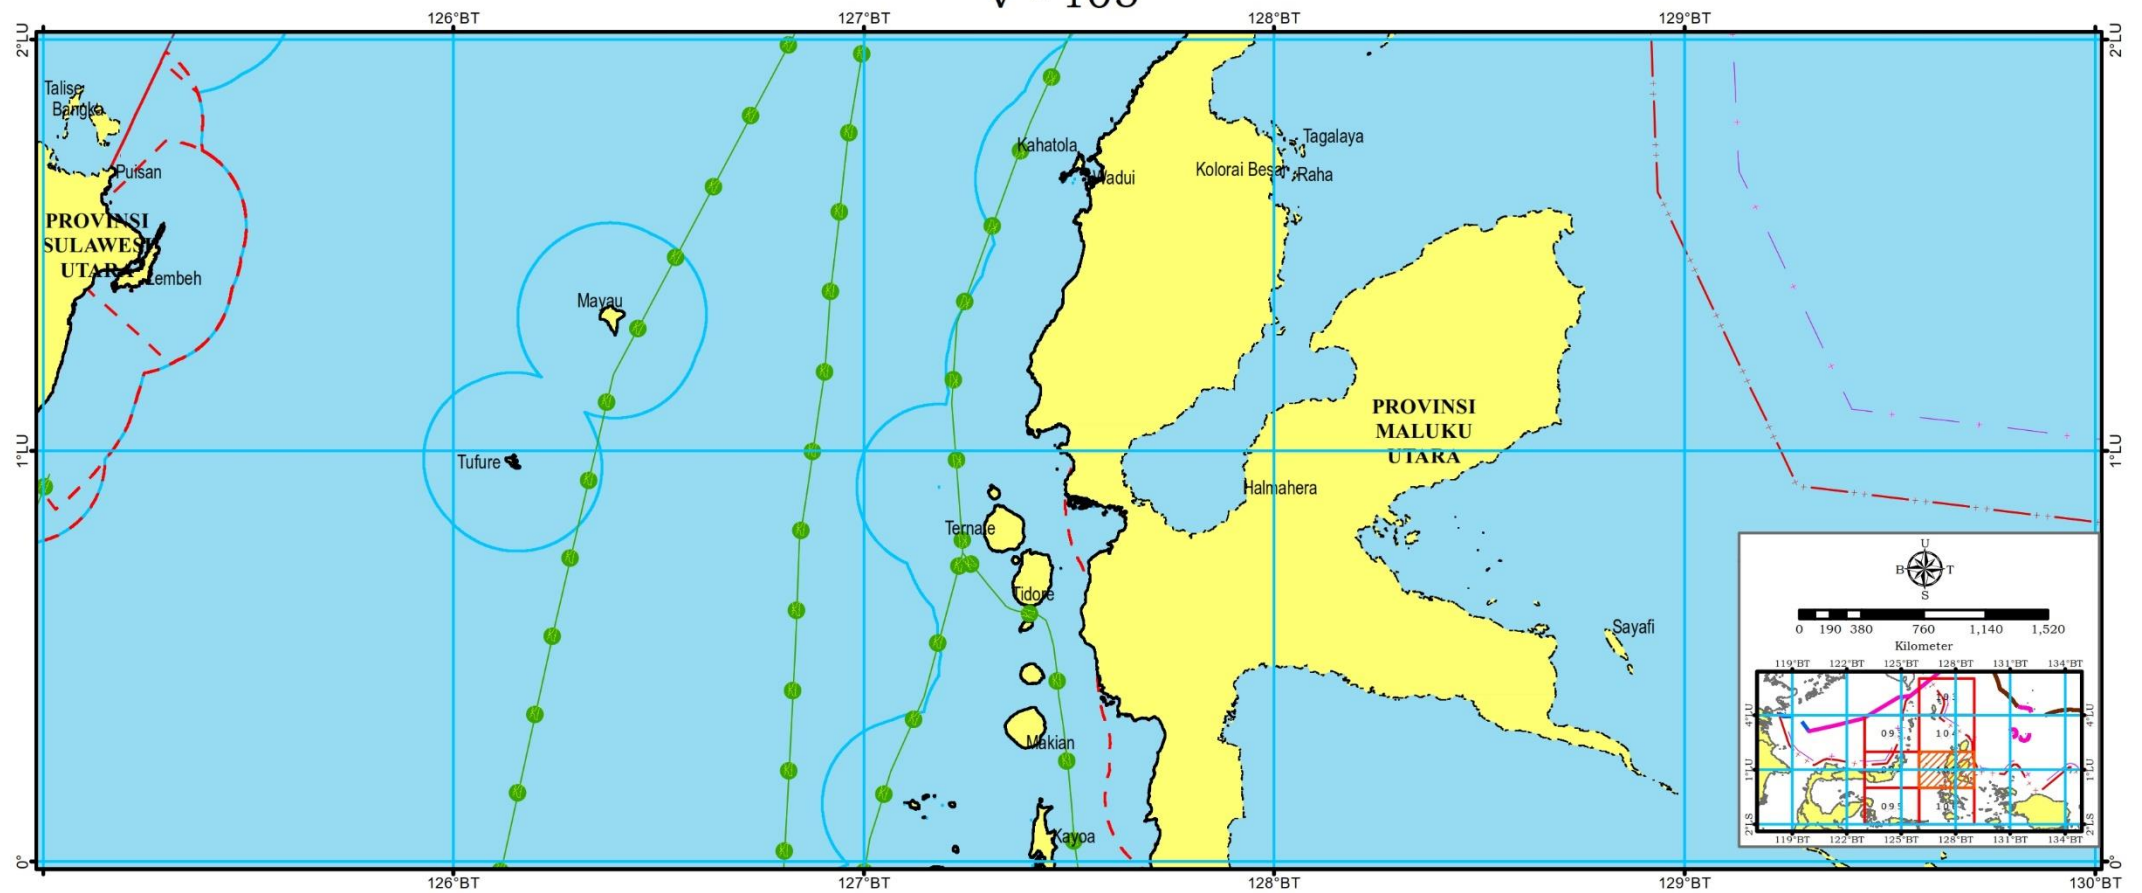 126°BT
127°BT
128°BT
129°BT
2°LU
2°LU
Talise
Bangka
Puisan
PROVINSI
SULAWESI
UTARA
Lembeh
Kahatola
Wadui
Tagalaya
Kolorai Besar
Raha
Mayau
PROVINSI
MALUKU
UTARA
1°LU
1°LU
Tufure
Halmahera
Ternate
Tidore
Sayafi
Makian
Kayoa
U
B
T
S
0 190 380 760 1,140 1,520
Kilometer
119°BT 122°BT 125°BT 128°BT 131°BT 134°BT
4°LU
4°LU
1°LU
1°LU
2°LS
2°LS
119°BT 122°BT 125°BT 128°BT 131°BT 134°BT
0°
0°
126°BT
127°BT
128°BT
129°BT
130°BT